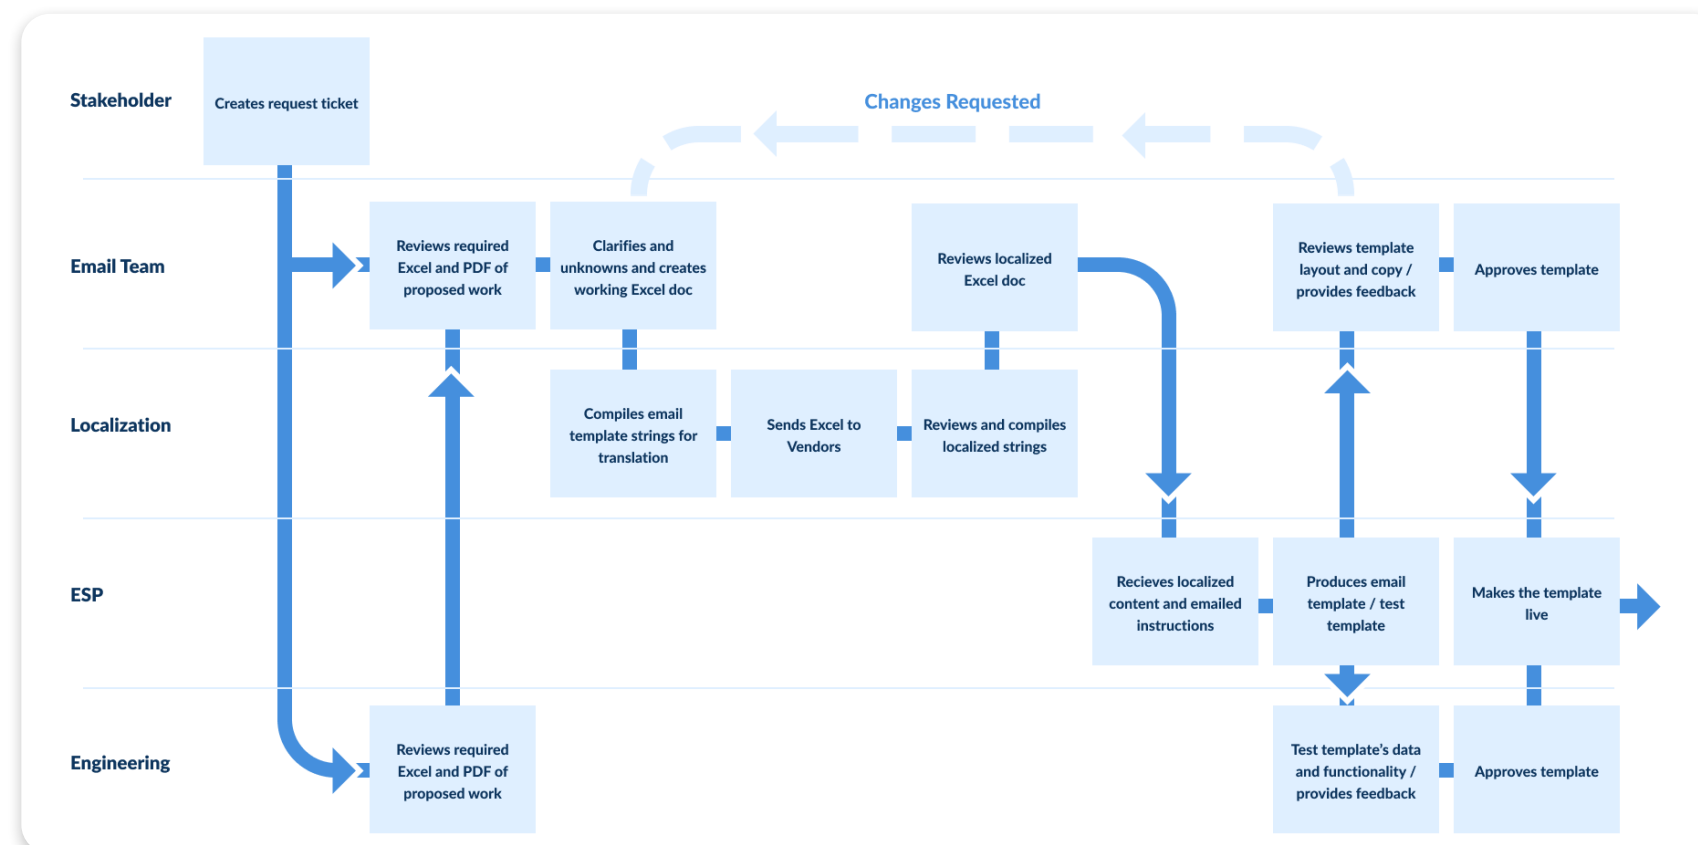 Stakeholder
Creates request ticket
Changes Requested
Email Team
Reviews required
Excel and PDF of
proposed work
Clarifies and
unknowns and creates
working Excel doc
Reviews localized
Excel doc
Reviews template
layout and copy /
provides feedback
Approves template
Localization
Compiles email
template strings for
translation
Sends Excel to
Vendors
Reviews and compiles
localized strings
ESP
Recieves localized
content and emailed
instructions
Produces email
template / test
template
Makes the template
live
Engineering
Reviews required
Excel and PDF of
proposed work
Test template’s data
and functionality /
provides feedback
Approves template